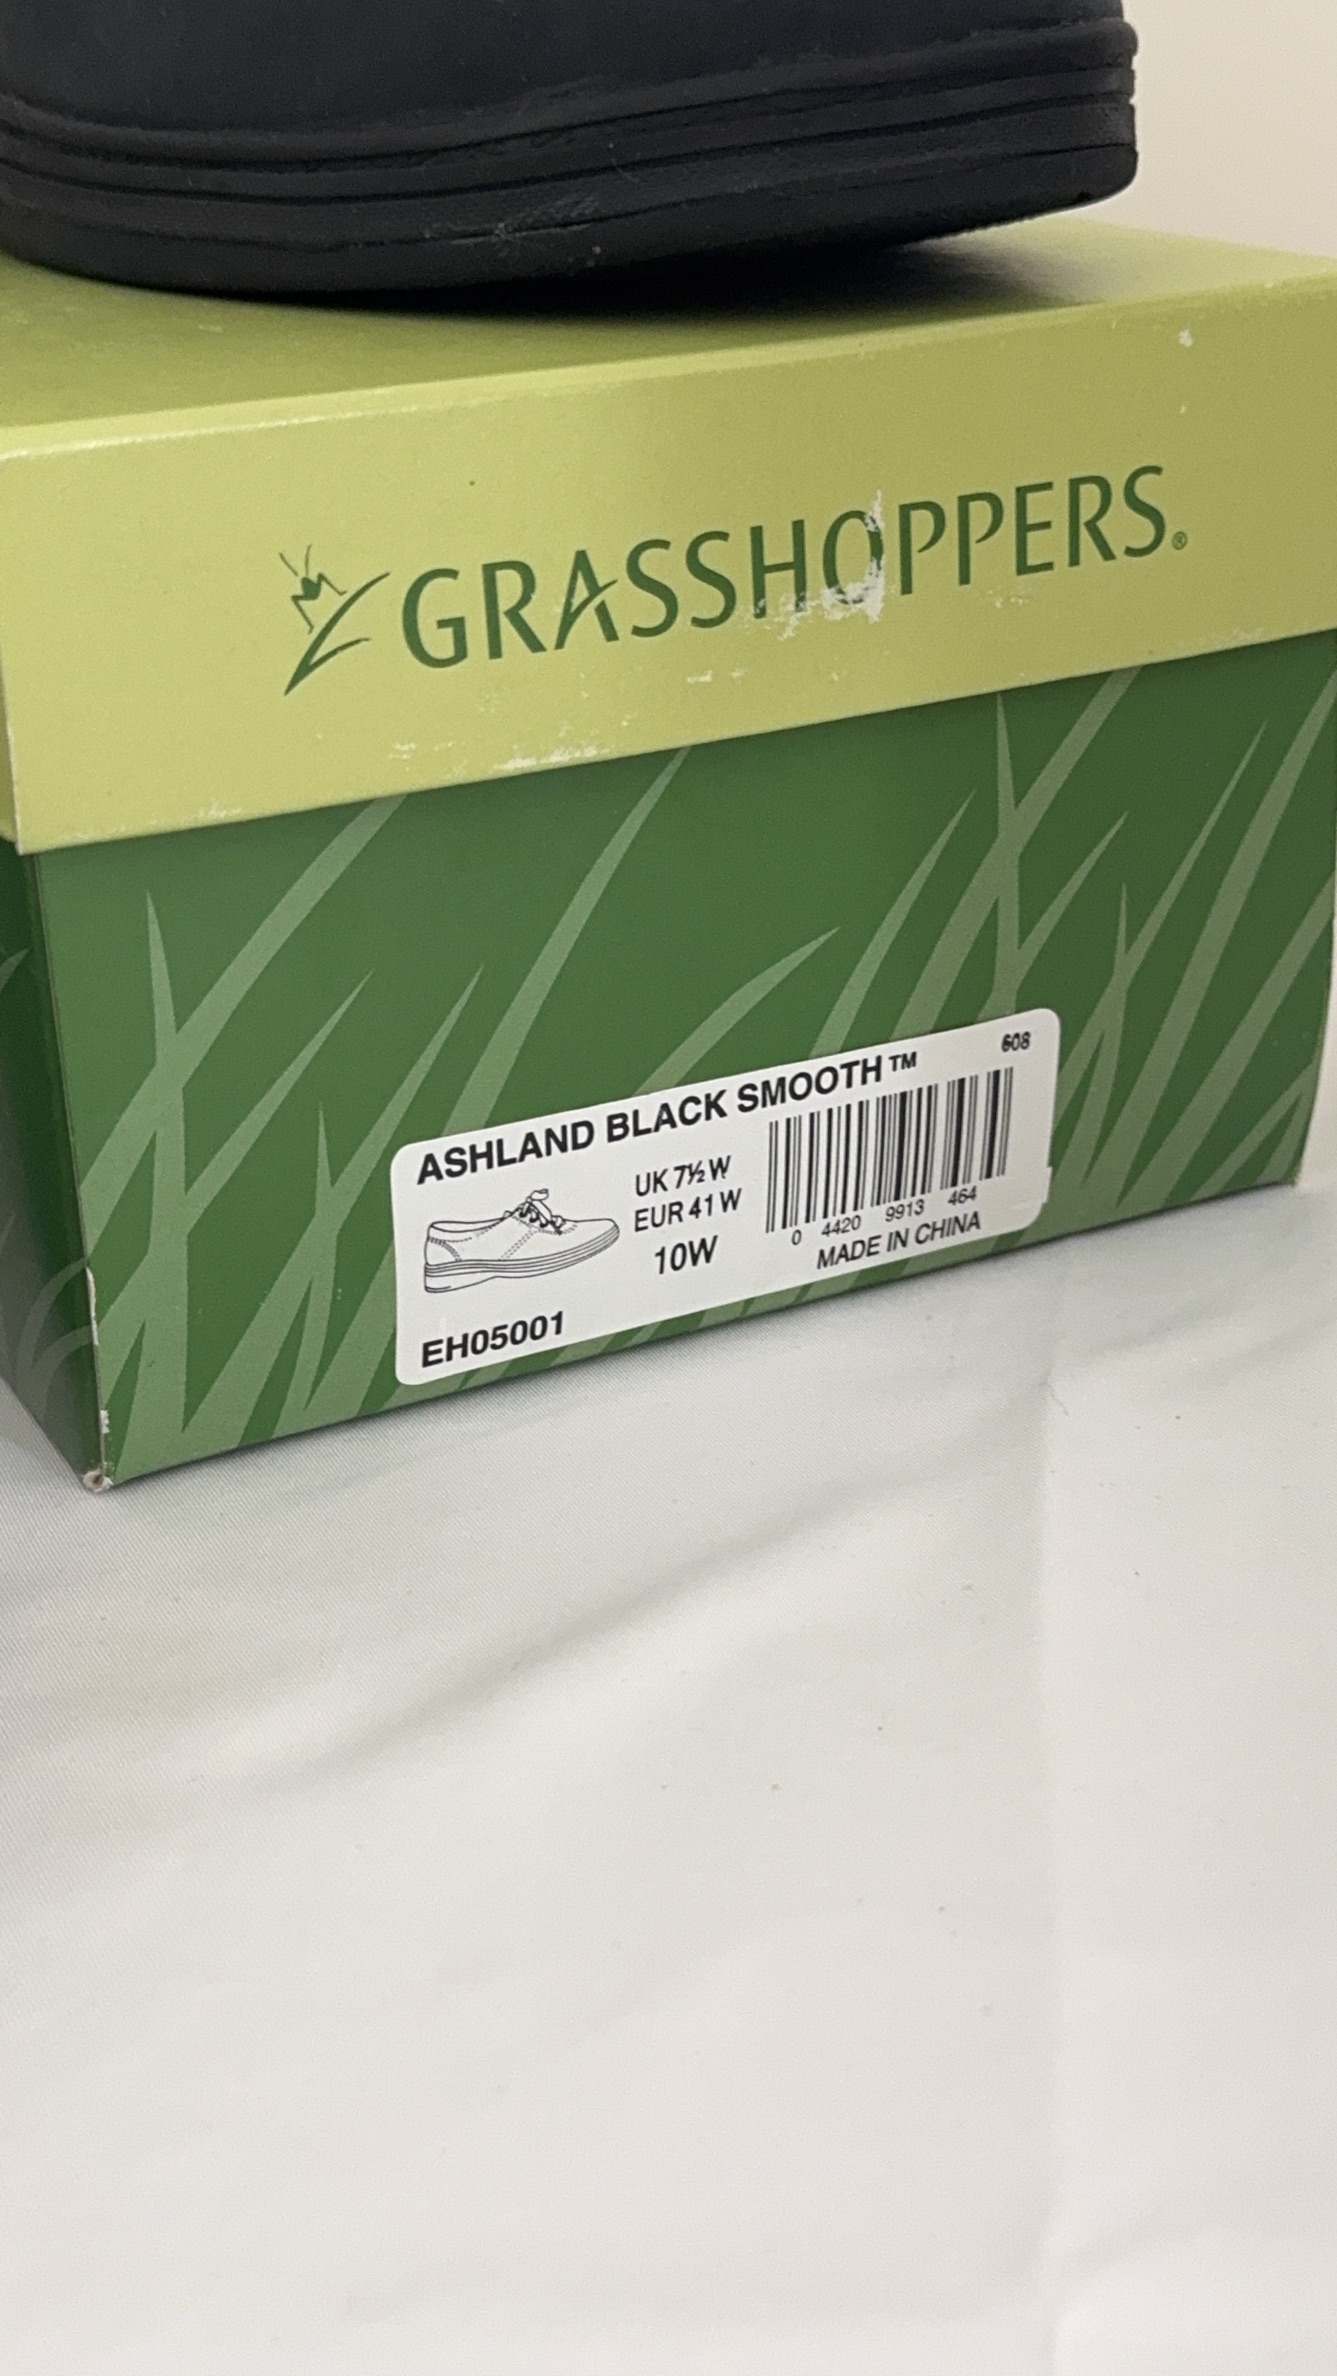 GRASSHOPPERS®
608
ASHLAND BLACK SMOOTH™
UK 7½ W
EUR 41 W
10W
0 4420 9913 464
MADE IN CHINA
EH05001